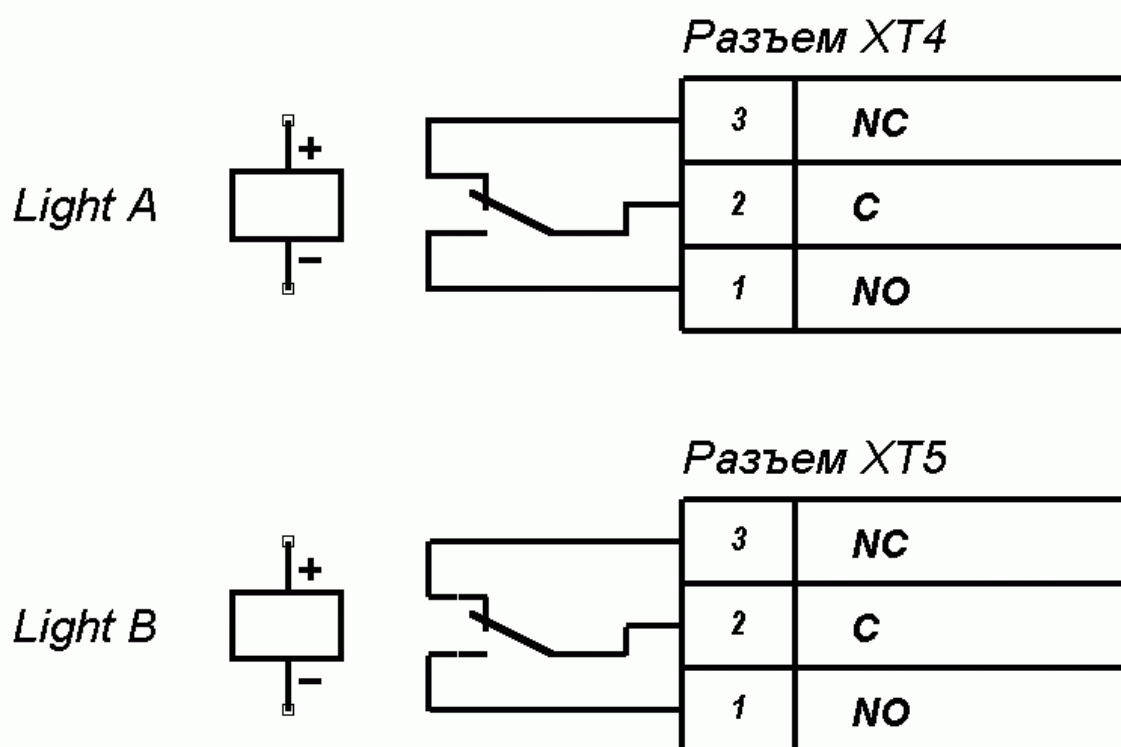 Разъем XT4
3 NC
+
Light A
2 C
−
1 NO
Разъем XT5
3 NC
+
Light B
2 C
−
1 NO